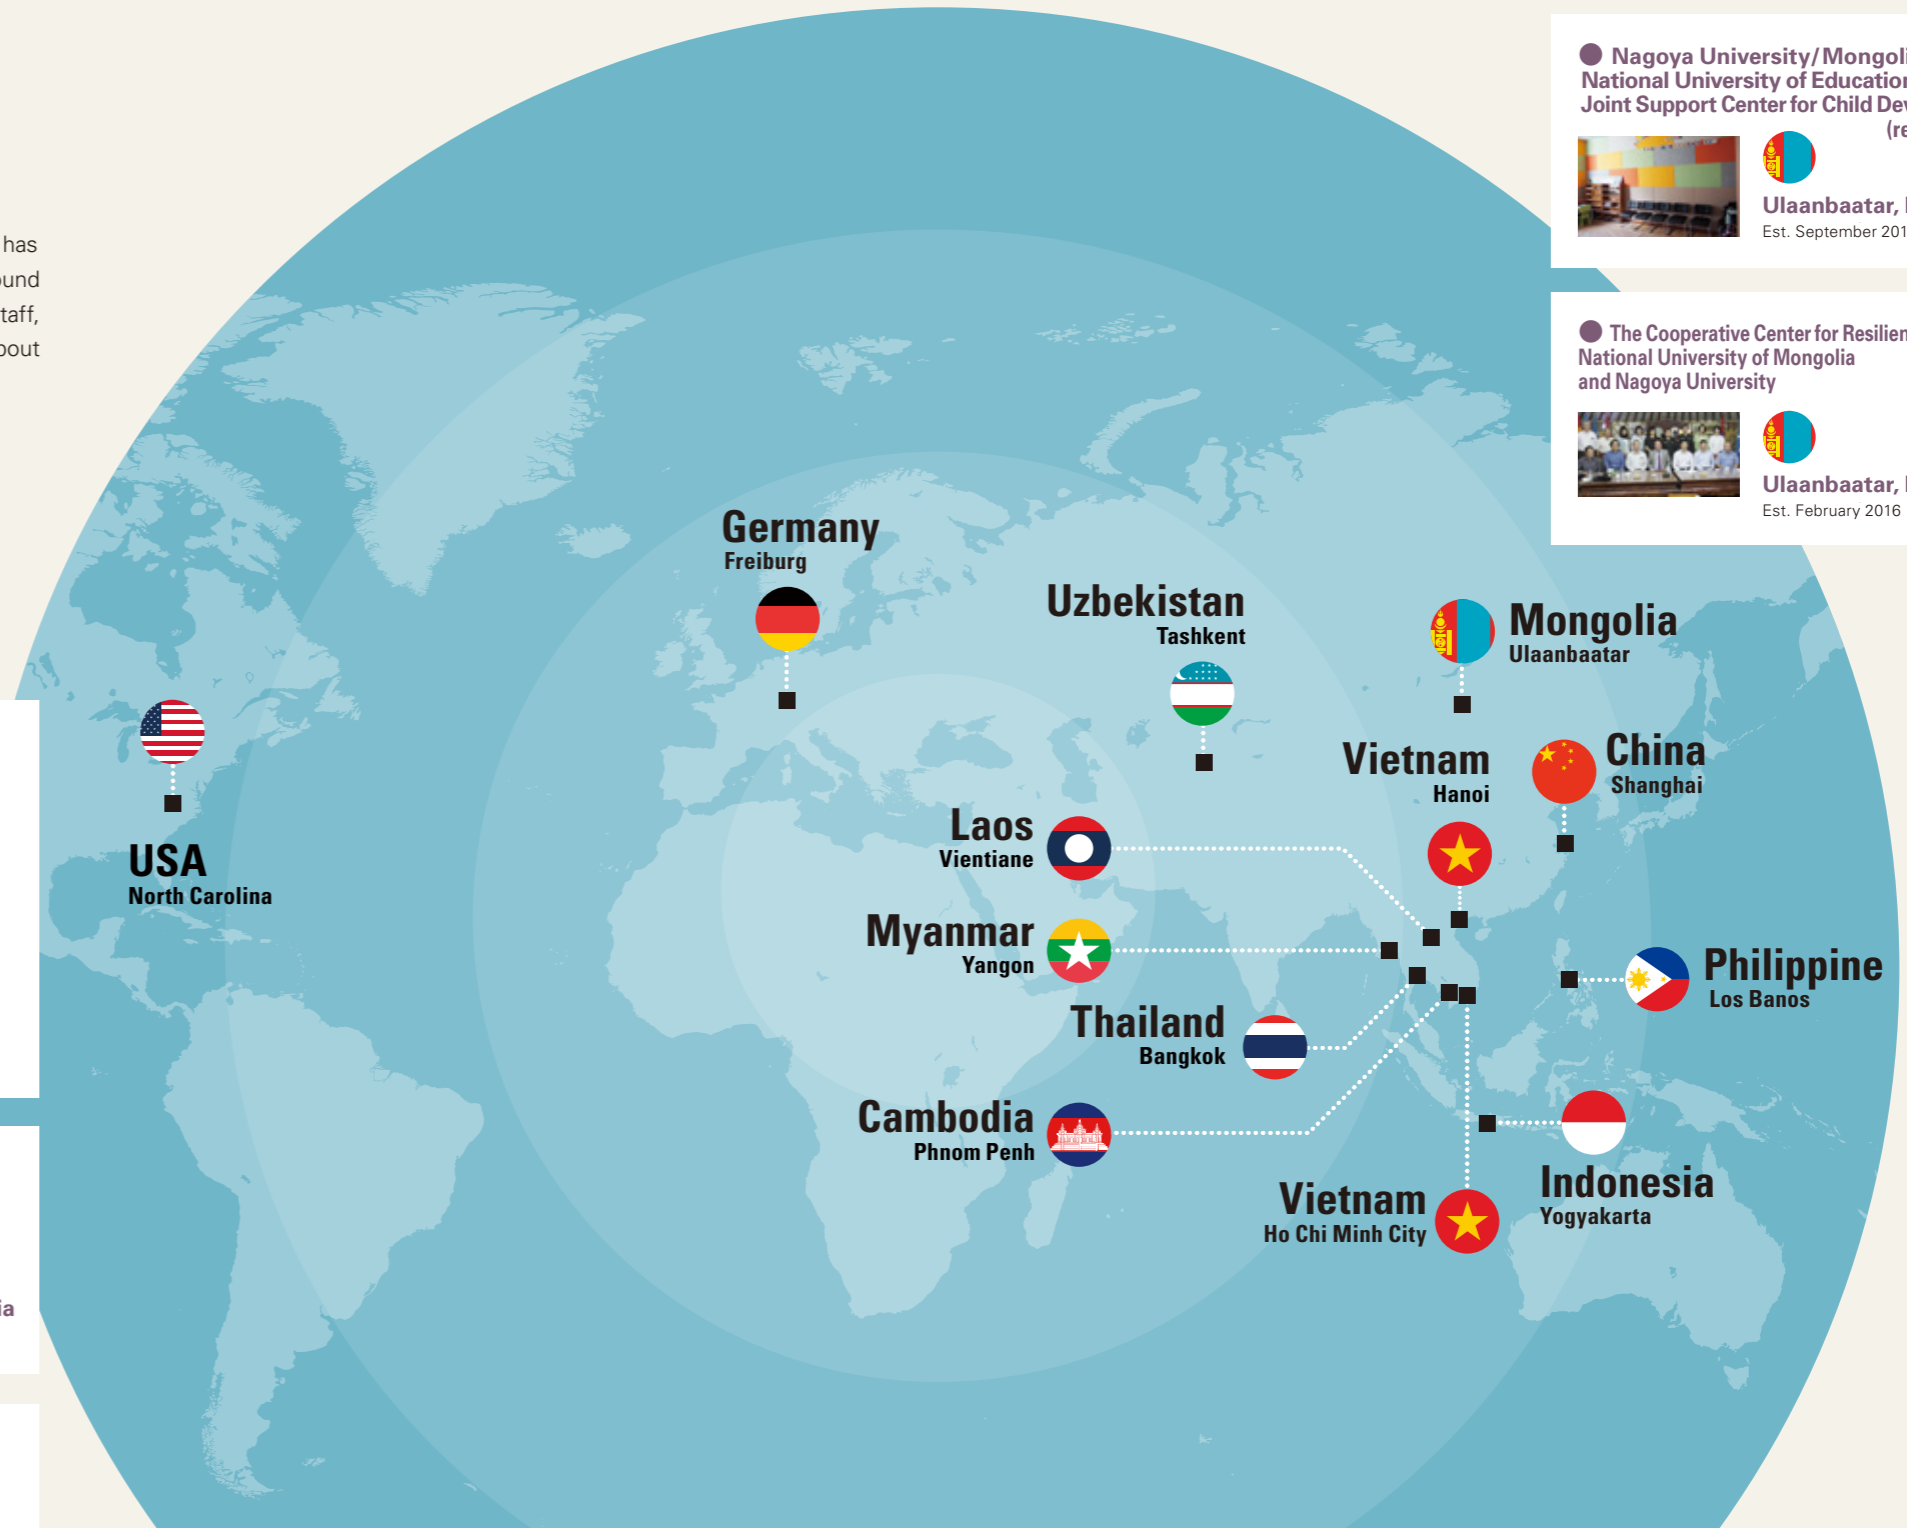 has
taff,
Nagoya University/Mongoli
National University of Education
Joint Support Center for Child Dev
(re
Ulaanbaatar,
Est. September 201
The Cooperative Center for Resilien
National University of Mongolia
and Nagoya University
Ulaanbaatar,
Est. February 2016
Germany
Freiburg
Uzbekistan
Tashkent
Mongolia
Ulaanbaatar
Vietnam
Hanoi
China
Shanghai
USA
North Carolina
Laos
Vientiane
Myanmar
Yangon
Thailand
Bangkok
Cambodia
Phnom Penh
Philippine
Los Banos
Vietnam
Ho Chi Minh City
Indonesia
Yogyakarta
ia